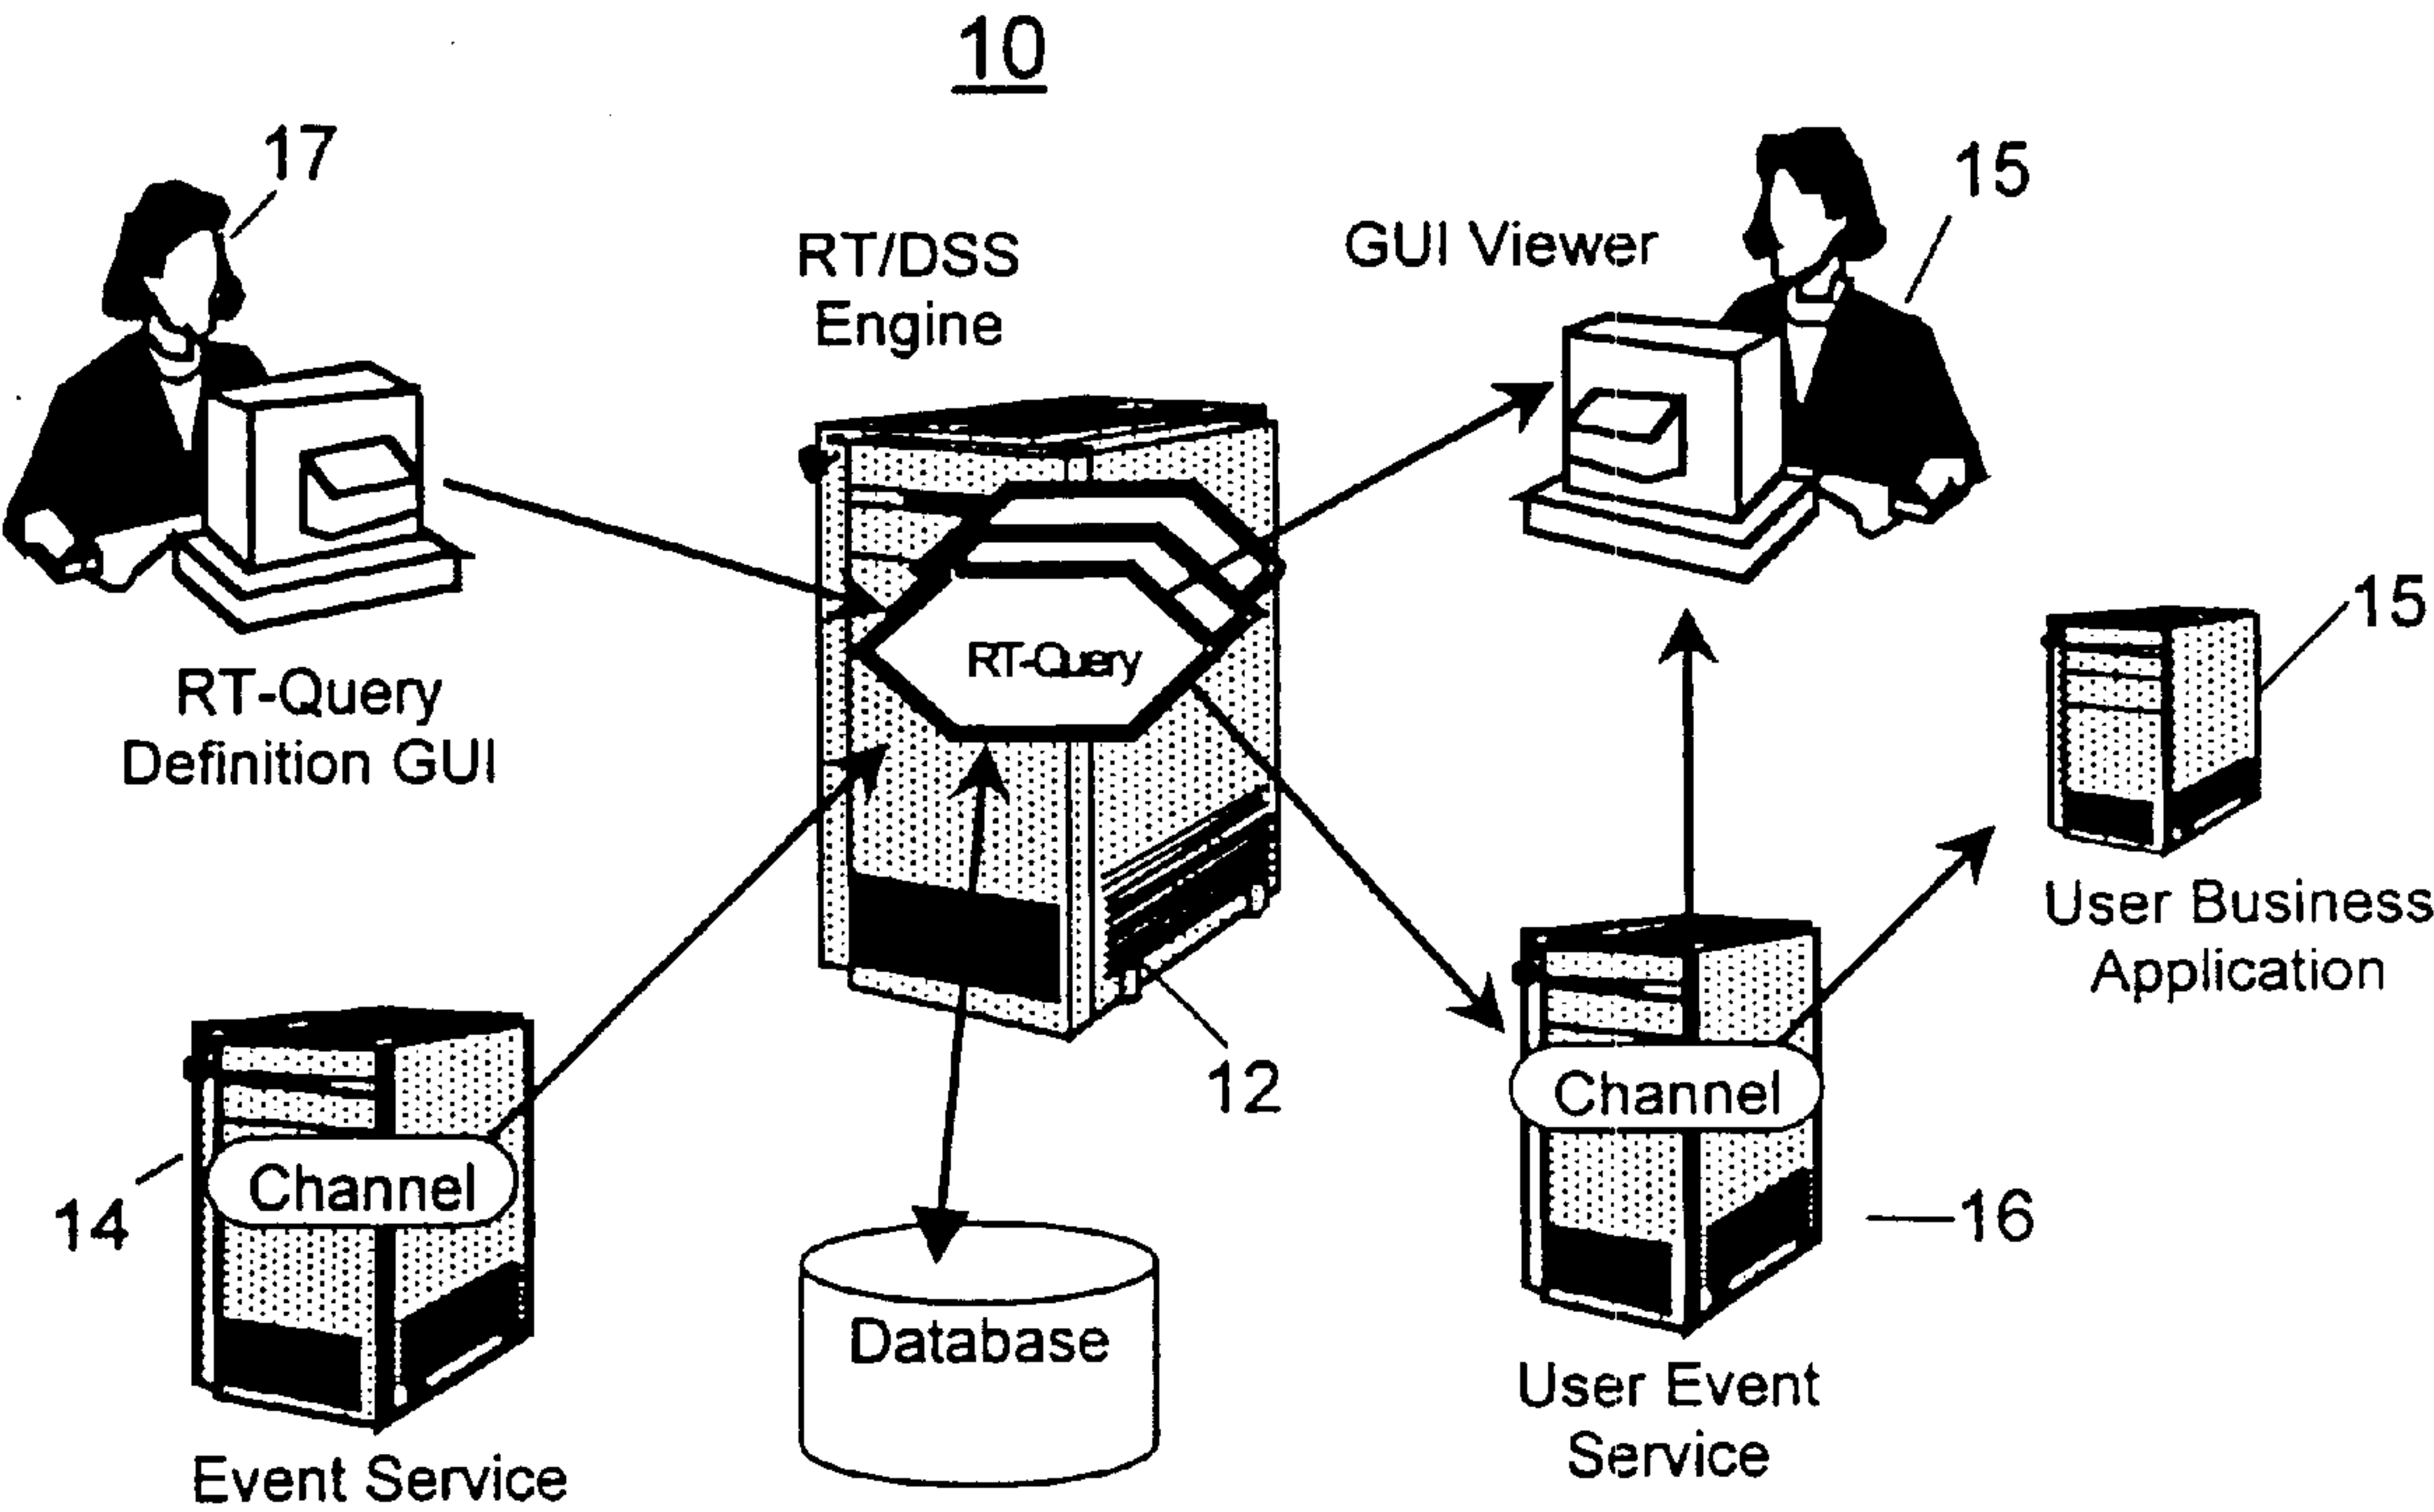 10
17
15
RT/DSS
Engine
GUI Viewer
15
RT-Query
RT-Query
Definition GUI
User Business
Application
12
Channel
Channel
14
16
Database
User Event
Service
Event Service